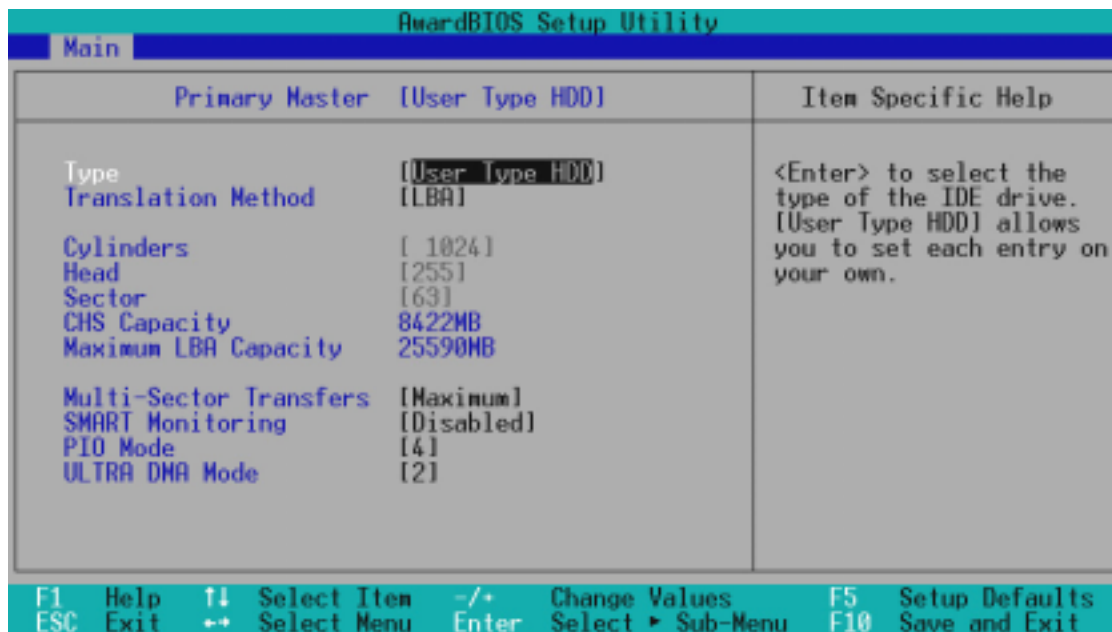 AwardBIOS Setup Utility
Main
Primary Master [User Type HDD]
Item Specific Help
Type [User Type HDD]
Translation Method [LBA]
Cylinders [ 1024]
Head [255]
Sector [63]
CHS Capacity 8422MB
Maximum LBA Capacity 25590MB
Multi-Sector Transfers [Maximum]
SMART Monitoring [Disabled]
PIO Mode [4]
ULTRA DMA Mode [2]
<Enter> to select the
type of the IDE drive.
[User Type HDD] allows
you to set each entry on
your own.
F1 Help ↑↓ Select Item -/+ Change Values F5 Setup Defaults
ESC Exit ←→ Select Menu Enter Select ► Sub-Menu F10 Save and Exit